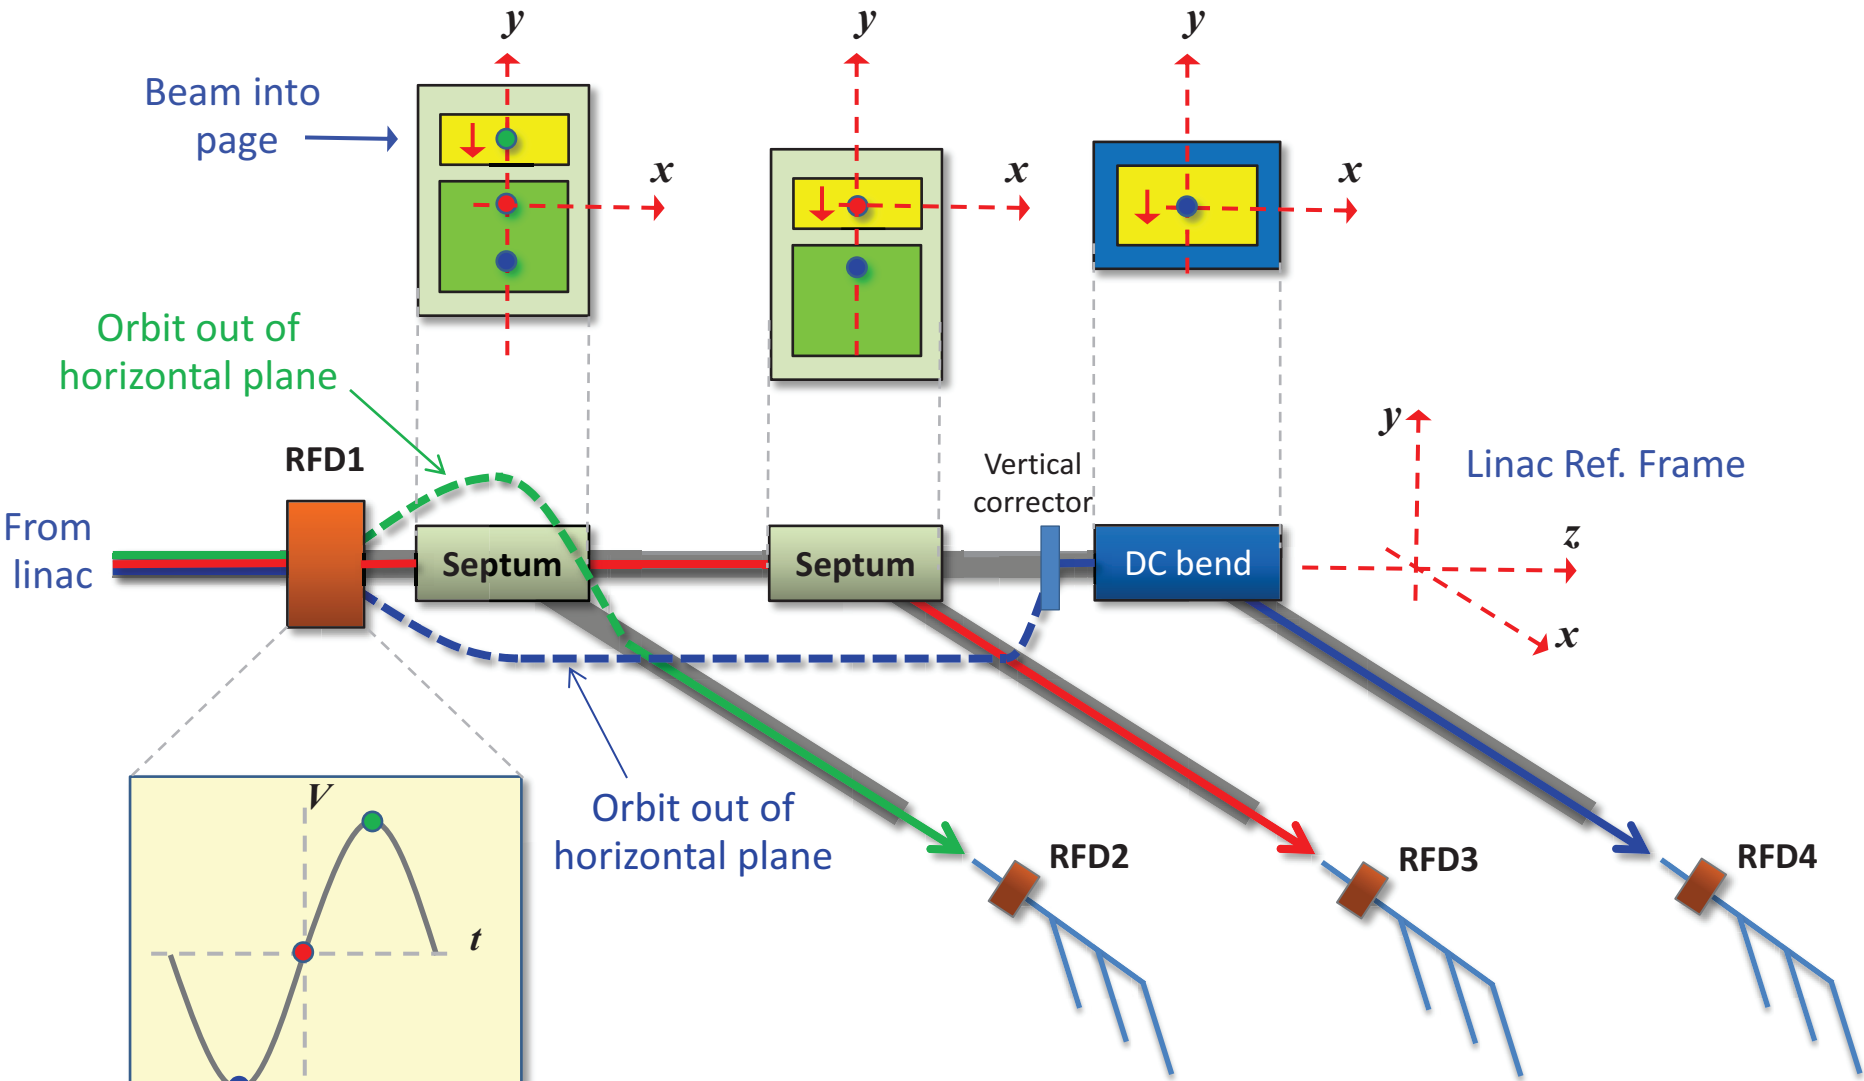 y
y
y
Beam into
page
x
x
x
Orbit out of
horizontal plane
RFD1
Vertical
corrector
y
Linac Ref. Frame
From
linac
Septum
Septum
DC bend
z
x
V
t
Orbit out of
horizontal plane
RFD2
RFD3
RFD4